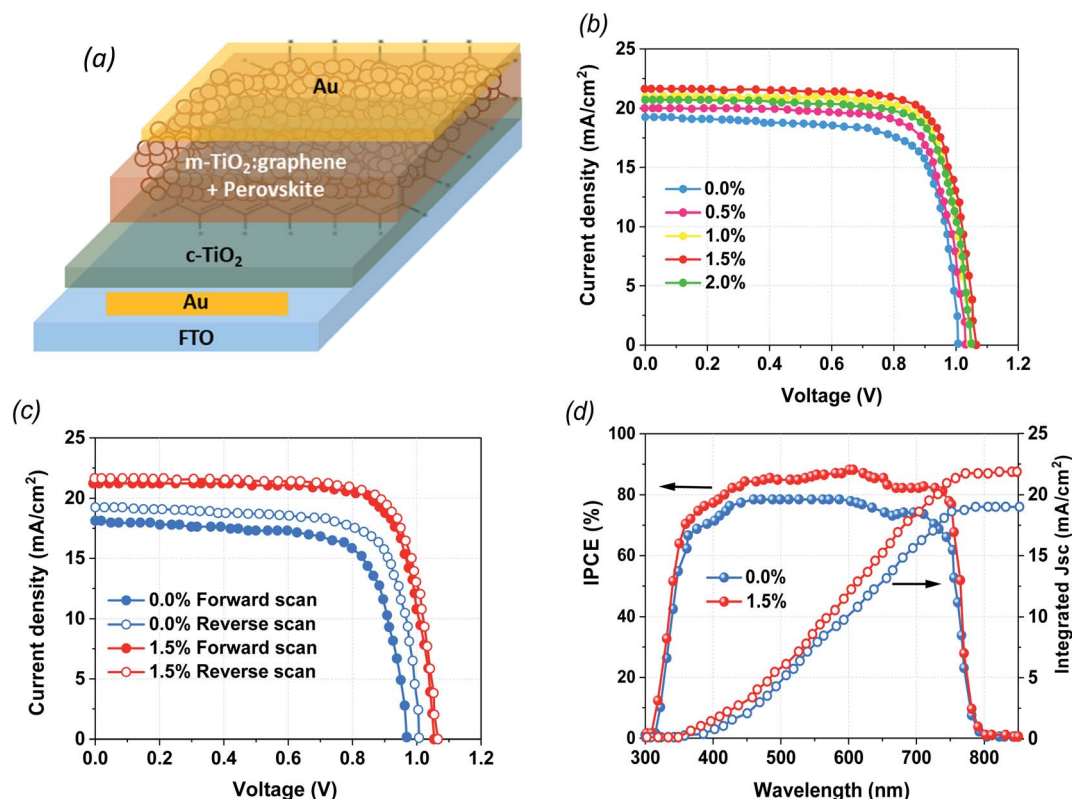 (a)
Au
m-TiO₂:graphene
+ Perovskite
c-TiO₂
Au
FTO
(b)
25
20
15
10
5
0
0.0 0.2 0.4 0.6 0.8 1.0 1.2
Current density (mA/cm²)
Voltage (V)
0.0%
0.5%
1.0%
1.5%
2.0%
(c)
25
20
15
10
5
0
0.0 0.2 0.4 0.6 0.8 1.0 1.2
Current density (mA/cm²)
Voltage (V)
0.0% Forward scan
0.0% Reverse scan
1.5% Forward scan
1.5% Reverse scan
(d)
100
80
60
40
20
0
IPCE (%)
300 400 500 600 700 800
Wavelength (nm)
25
20
15
10
5
0
Integrated Jsc (mA/cm²)
0.0%
1.5%